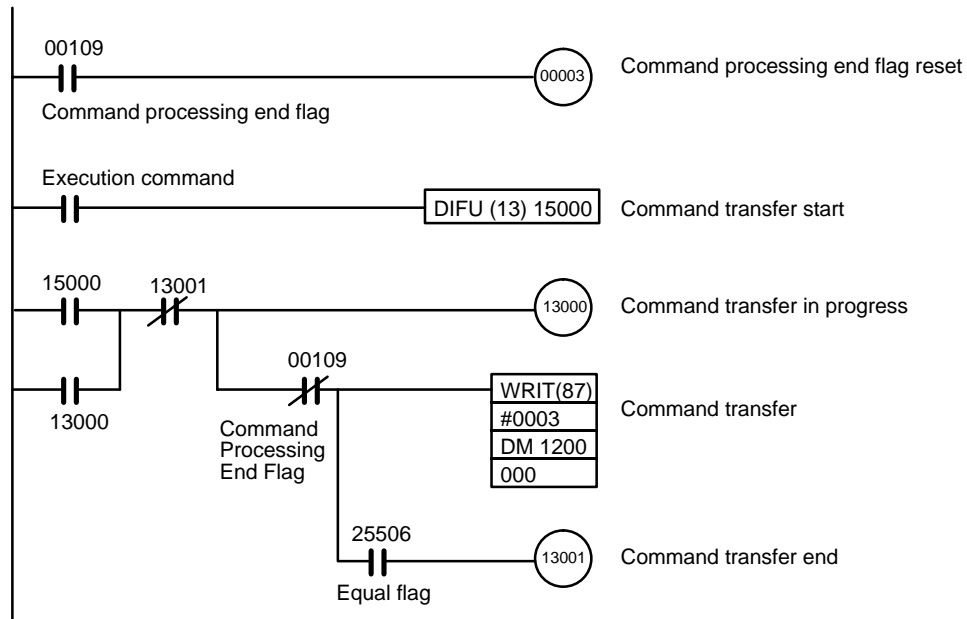 00109
00003
Command processing end flag reset
Command processing end flag
Execution command
DIFU (13) 15000
Command transfer start
15000
13001
13000
Command transfer in progress
13000
00109
Command
Processing
End Flag
WRIT(87)
#0003
DM 1200
000
Command transfer
25506
Equal flag
13001
Command transfer end